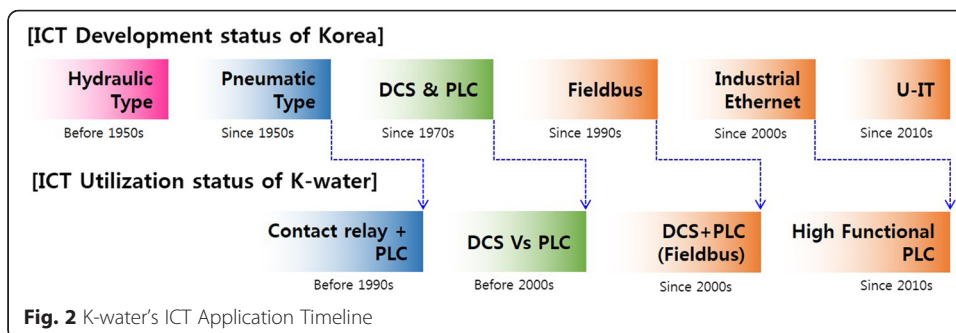 [ICT Development status of Korea]
Hydraulic
Type
Before 1950s
Pneumatic
Type
Since 1950s
DCS & PLC
Since 1970s
Fieldbus
Since 1990s
Industrial
Ethernet
Since 2000s
U-IT
Since 2010s
[ICT Utilization status of K-water]
Contact relay +
PLC
Before 1990s
DCS Vs PLC
Before 2000s
DCS+PLC
(Fieldbus)
Since 2000s
High Functional
PLC
Since 2010s
Fig. 2 K-water's ICT Application Timeline